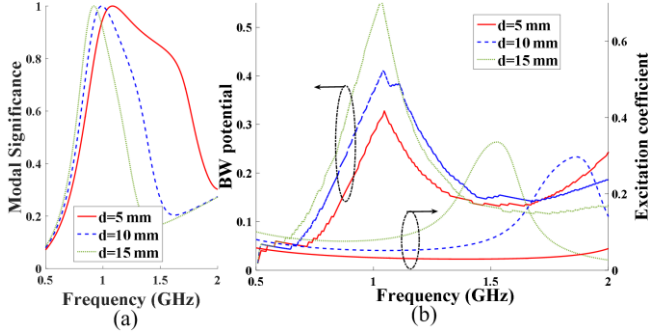 1
0.8
0.6
0.4
0.2
0
0.5
1
1.5
2
Modal Significance
Frequency (GHz)
d=5 mm
d=10 mm
d=15 mm
(a)
0.5
0.4
0.3
0.2
0.1
0
0.5
1
1.5
2
BW potential
Frequency (GHz)
d=5 mm
d=10 mm
d=15 mm
0.6
0.4
0.2
0
Excitation coefficient
(b)